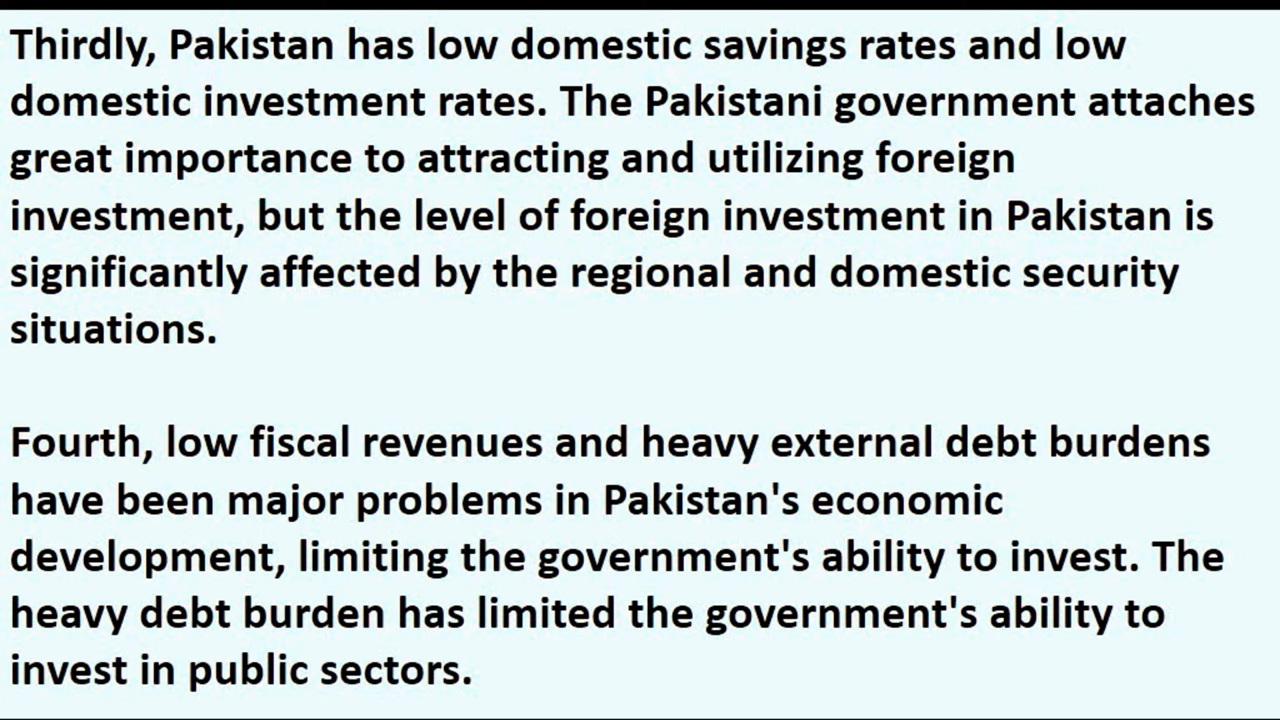 Thirdly, Pakistan has low domestic savings rates and low
domestic investment rates. The Pakistani government attaches
great importance to attracting and utilizing foreign
investment, but the level of foreign investment in Pakistan is
significantly affected by the regional and domestic security
situations.
Fourth, low fiscal revenues and heavy external debt burdens
have been major problems in Pakistan's economic
development, limiting the government's ability to invest. The
heavy debt burden has limited the government's ability to
invest in public sectors.